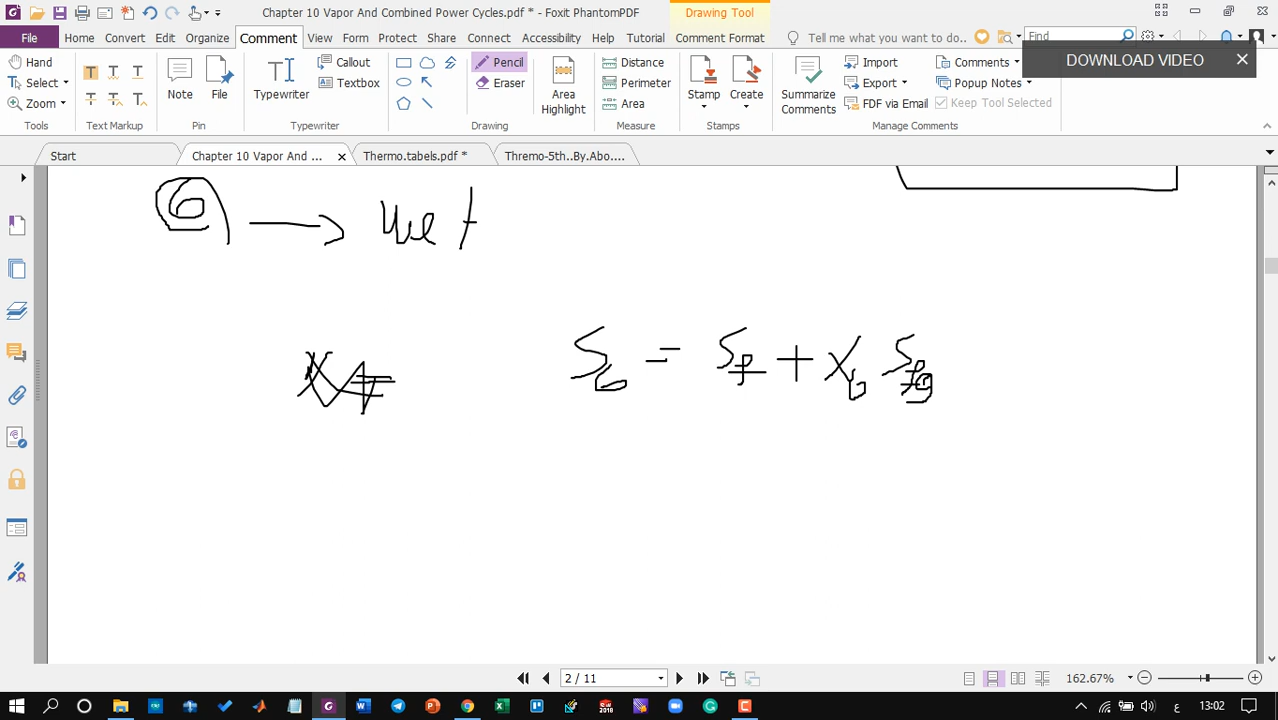 Chapter 10 Vapor And Combined Power Cycles.pdf * - Foxit PhantomPDF
Drawing Tool
File Home Comment View Form Protect Share Connect Accessibility Help Tutorial Comment Format
Convert Edit Organize
Tell me what you want to do..
Find
DOWNLOAD VIDEO
Hand
Select
Zoom
Tools
Text Markup
Note
File
Pin
Typewriter
Callout
Textbox
Typewriter
Pencil
Eraser
Drawing
Area Highlight
Distance
Perimeter
Area
Measure
Stamp
Create
Stamps
Summarize Comments
Import
Export
FDF via Email
Comments
Popup Notes
Keep Tool Selected
Manage Comments
Start
Chapter 10 Vapor And ...
Thermo.tabels.pdf *
Thremo-5th..By.Abo....
6 → wet
S6 = Sf + X6 Sfg
2 / 11
162.67%
13:02